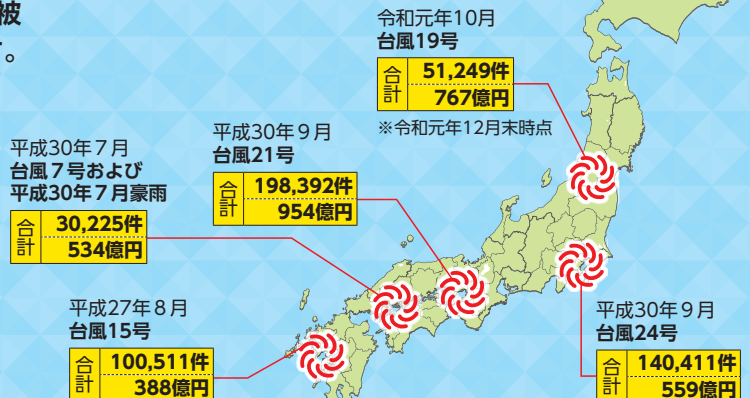 被
。
令和元年10月
台風19号
合計
51,249件
767億円
※令和元年12月末時点
平成30年9月
台風21号
合計
198,392件
954億円
平成30年7月
台風7号および
平成30年7月豪雨
合計
30,225件
534億円
平成27年8月
台風15号
合計
100,511件
388億円
平成30年9月
台風24号
合計
140,411件
559億円